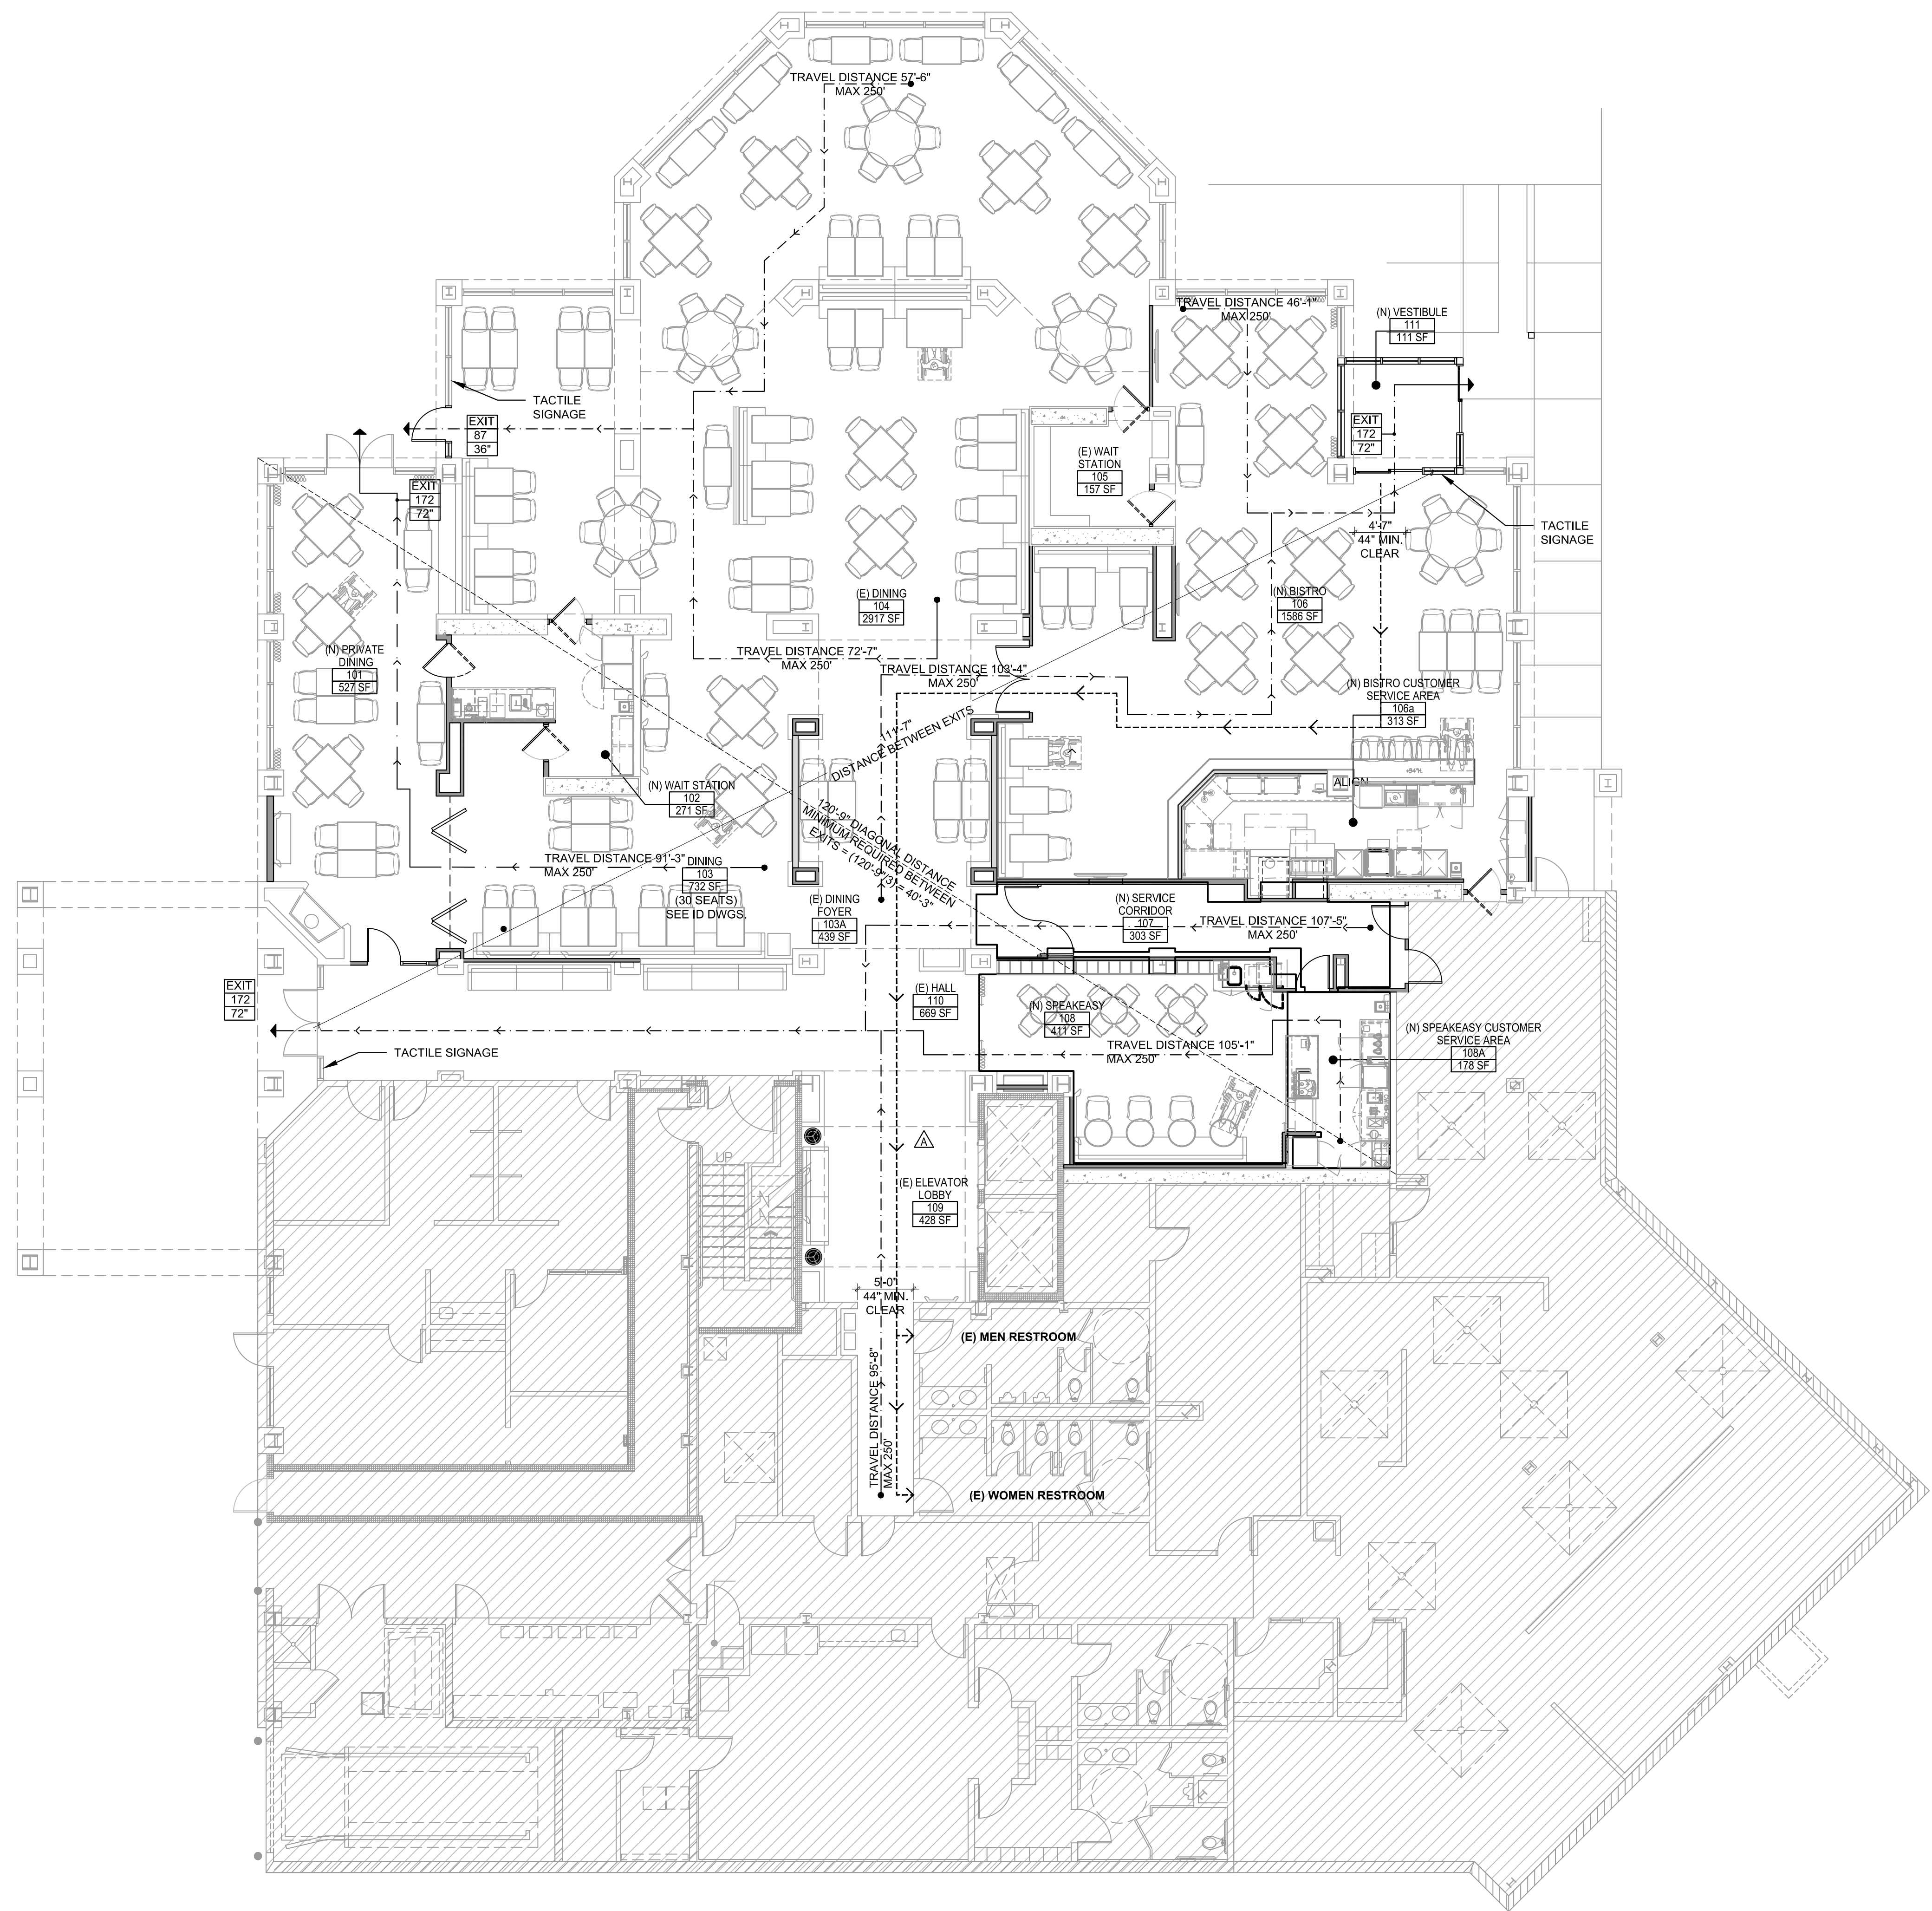 TRAVEL DISTANCE 57'-6"
MAX 250'
TRAVEL DISTANCE 46'-1"
MAX 250'
(N) VESTIBULE
111
111 SF
TACTILE
SIGNAGE
EXIT
87
36"
EXIT
172
72"
EXIT
172
72"
(E) WAIT
STATION
105
157 SF
TACTILE
SIGNAGE
4'-7"
44" MIN.
CLEAR
(E) DINING
104
2917 SF
(N) BISTRO
106
1586 SF
(N) PRIVATE
DINING
101
527 SF
TRAVEL DISTANCE 72'-7"
MAX 250'
TRAVEL DISTANCE 103'-4"
MAX 250'
(N) BISTRO CUSTOMER
SERVICE AREA
106a
313 SF
111'-7"
DISTANCE BETWEEN EXITS
(N) WAIT STATION
102
271 SF
ALIGN
+34"H.
120'-9" DIAGONAL DISTANCE
MINIMUM REQUIRED BETWEEN
EXITS = (120'-9"/3) = 40'-3"
TRAVEL DISTANCE 91'-3"
MAX 250'
DINING
103
732 SF
(30 SEATS)
SEE ID DWGS.
(E) DINING
FOYER
103A
439 SF
(N) SERVICE
CORRIDOR
107
303 SF
TRAVEL DISTANCE 107'-5"
MAX 250'
EXIT
172
72"
(E) HALL
110
669 SF
(N) SPEAKEASY
108
411 SF
(N) SPEAKEASY CUSTOMER
SERVICE AREA
108A
178 SF
TACTILE SIGNAGE
TRAVEL DISTANCE 105'-1"
MAX 250'
A
UP
(E) ELEVATOR
LOBBY
109
428 SF
5'-0"
44" MIN.
CLEAR
(E) MEN RESTROOM
TRAVEL DISTANCE 95'-8"
MAX 250'
(E) WOMEN RESTROOM